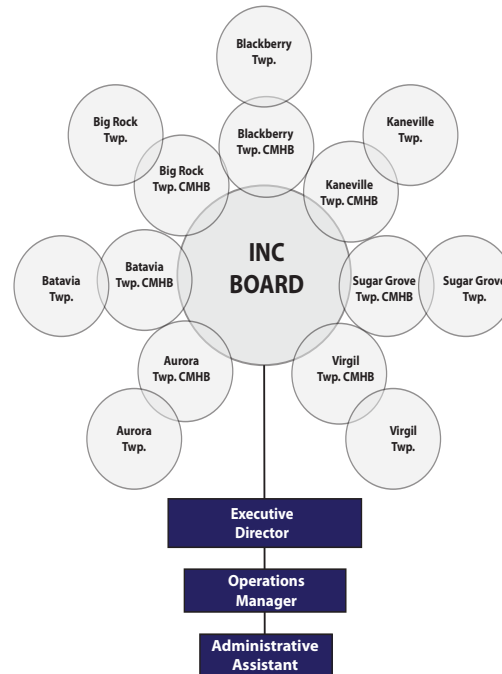 Blackberry
Twp.
Big Rock
Twp.
Kaneville
Twp.
Blackberry
Twp. CMHB
Big Rock
Twp. CMHB
Kaneville
Twp. CMHB
INC
BOARD
Batavia
Twp.
Batavia
Twp. CMHB
Sugar Grove
Twp. CMHB
Sugar Grove
Twp.
Aurora
Twp. CMHB
Virgil
Twp. CMHB
Aurora
Twp.
Virgil
Twp.
Executive
Director
Operations
Manager
Administrative
Assistant